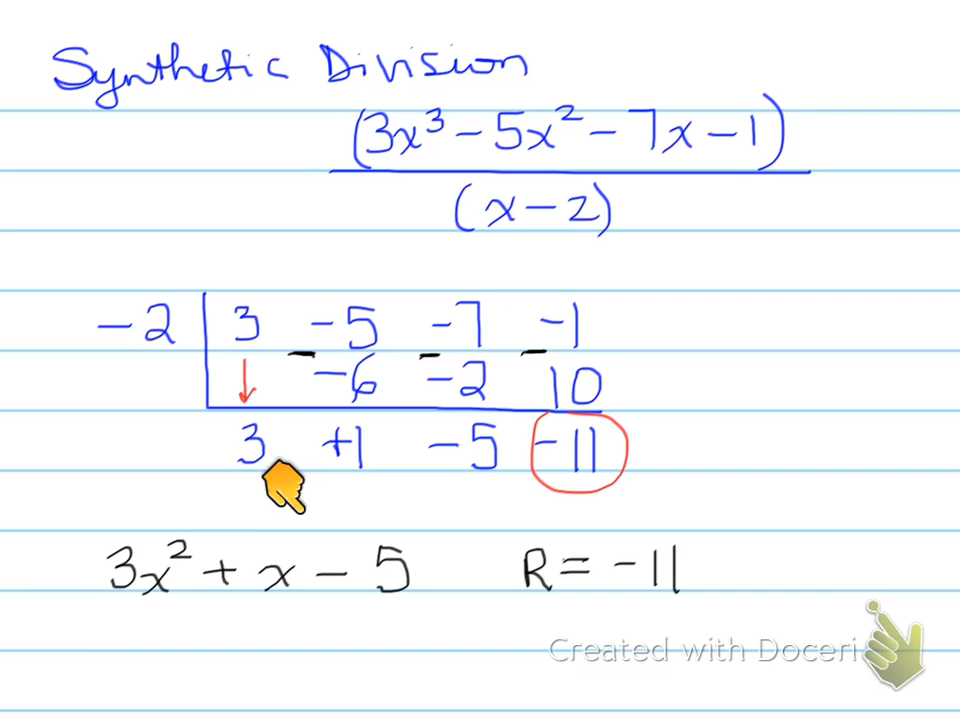 Synthetic Division
(3x³ - 5x² - 7x - 1)
(x - 2)
-2 | 3 -5 -7 -1
- - -
↓ -6 -2 10
3 +1 -5 -11
3x² + x - 5 R = -11
Created with Doceri